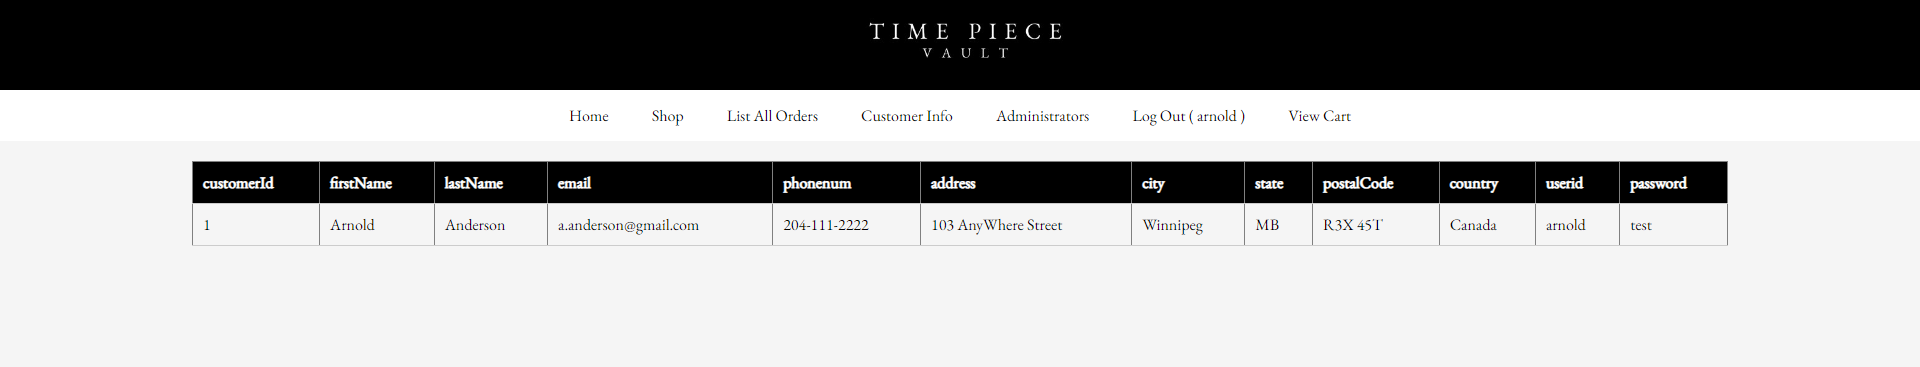 TIME PIECE
VAULT
Home Shop List All Orders Customer Info Administrators Log Out ( arnold ) View Cart
customerId firstName lastName email phonenum address city state postalCode country userid password
1 Arnold Anderson a.anderson@gmail.com 204-111-2222 103 AnyWhere Street Winnipeg MB R3X 45T Canada arnold test